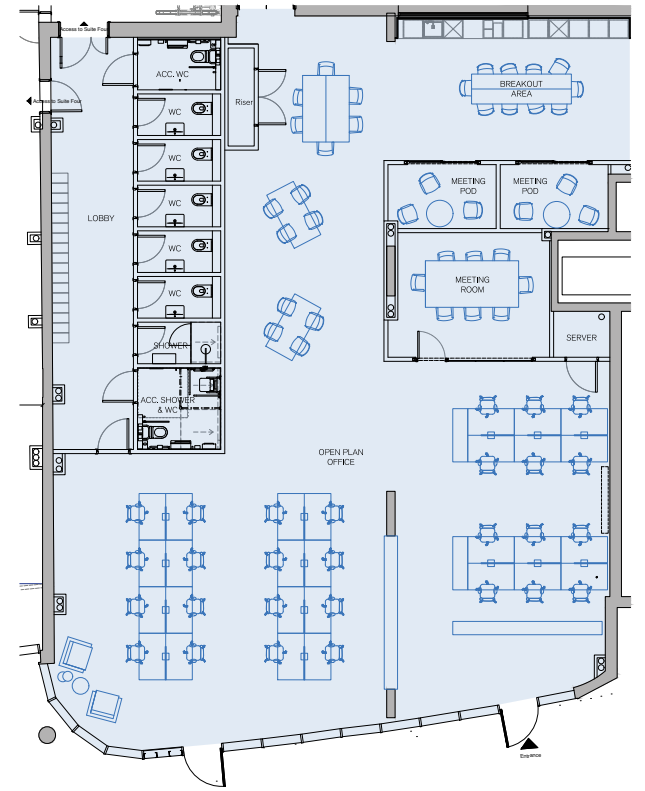 Access to Suite Four
Access to Suite Four
ACC. WC
WC
WC
WC
WC
WC
SHOWER
ACC. SHOWER
& WC
LOBBY
Riser
BREAKOUT
AREA
MEETING
POD
MEETING
POD
MEETING
ROOM
SERVER
OPEN PLAN
OFFICE
Entrance